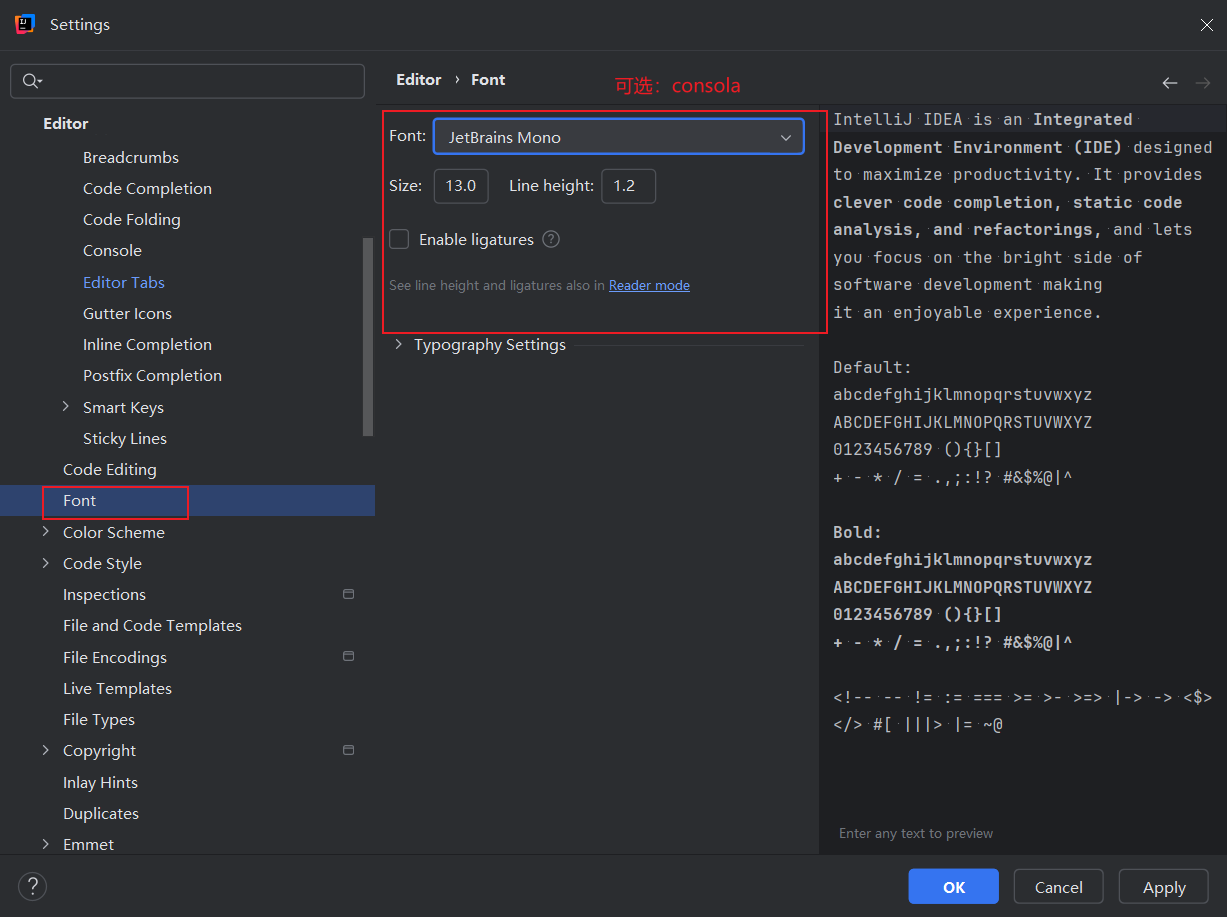 Settings
Editor
Breadcrumbs
Code Completion
Code Folding
Console
Editor Tabs
Gutter Icons
Inline Completion
Postfix Completion
Smart Keys
Sticky Lines
Code Editing
Font
Color Scheme
Code Style
Inspections
File and Code Templates
File Encodings
Live Templates
File Types
Copyright
Inlay Hints
Duplicates
Emmet
Editor › Font
可选：consola
Font: JetBrains Mono
Size: 13.0 Line height: 1.2
Enable ligatures ?
See line height and ligatures also in Reader mode
Typography Settings
IntelliJ IDEA is an Integrated
Development Environment (IDE) designed
to maximize productivity. It provides
clever code completion, static code
analysis, and refactorings, and lets
you focus on the bright side of
software development making
it an enjoyable experience.
Default:
abcdefghijklmnopqrstuvwxyz
ABCDEFGHIJKLMNOPQRSTUVWXYZ
0123456789 (){}[]
+ - * / = .,;:!? #&$%@|^
Bold:
abcdefghijklmnopqrstuvwxyz
ABCDEFGHIJKLMNOPQRSTUVWXYZ
0123456789 (){}[]
+ - * / = .,;:!? #&$%@|^
<!-- -- != := === >= >- >=> |-> -> <$>
</> #[ |||> |= ~@
Enter any text to preview
?
OK
Cancel
Apply